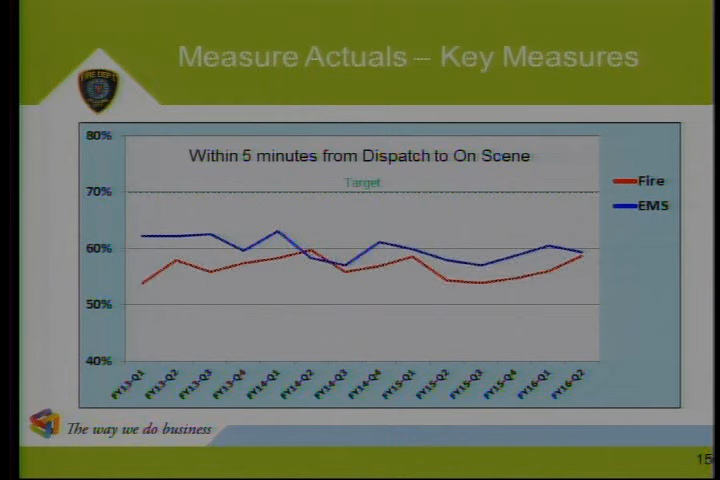 Measure Actuals – Key Measures
FIRE DEPT
80%
Within 5 minutes from Dispatch to On Scene
Target
70%
Fire
EMS
60%
50%
40%
FY13-Q1
FY13-Q2
FY13-Q3
FY13-Q4
FY14-Q1
FY14-Q2
FY14-Q3
FY14-Q4
FY15-Q1
FY15-Q2
FY15-Q3
FY15-Q4
FY16-Q1
FY16-Q2
The way we do business
15